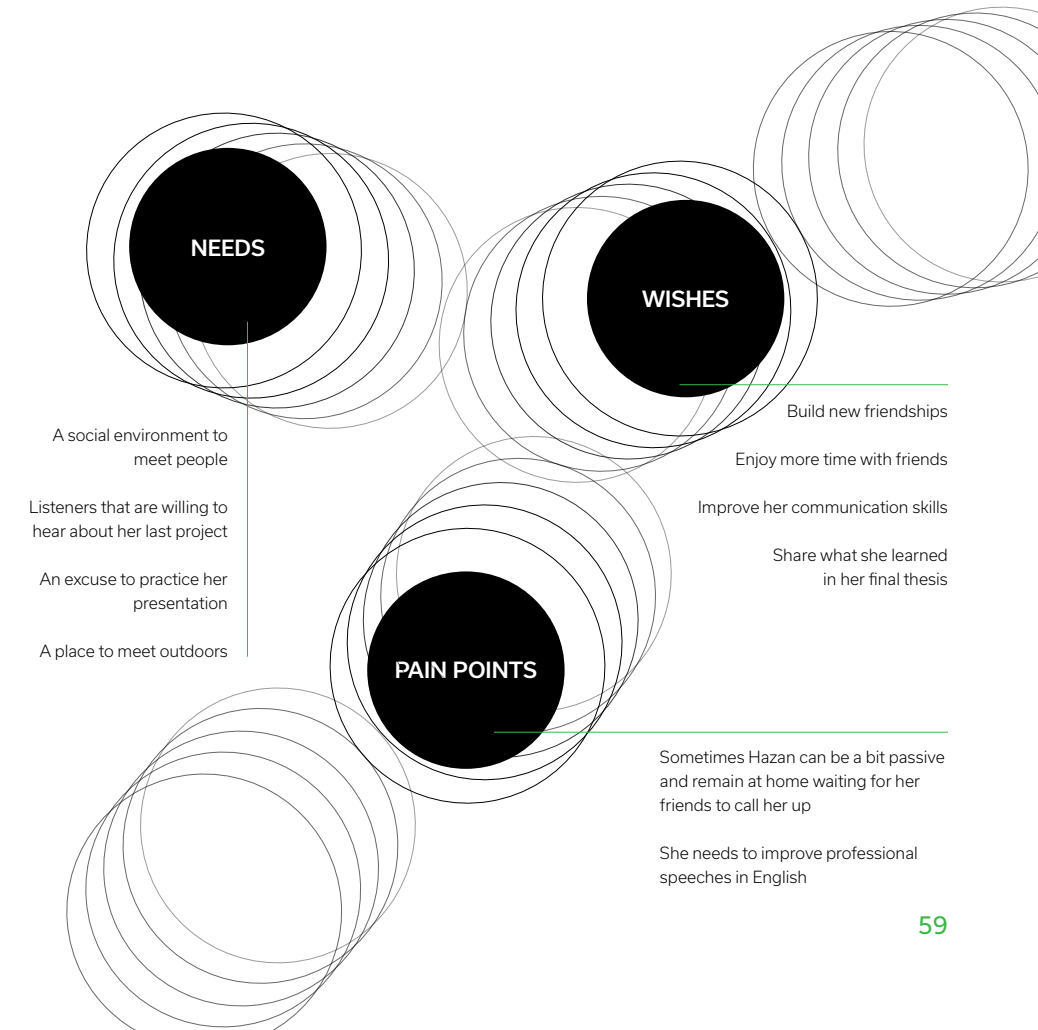 NEEDS
A social environment to
meet people
Listeners that are willing to
hear about her last project
An excuse to practice her
presentation
A place to meet outdoors
WISHES
Build new friendships
Enjoy more time with friends
Improve her communication skills
Share what she learned
in her final thesis
PAIN POINTS
Sometimes Hazan can be a bit passive
and remain at home waiting for her
friends to call her up
She needs to improve professional
speeches in English
59